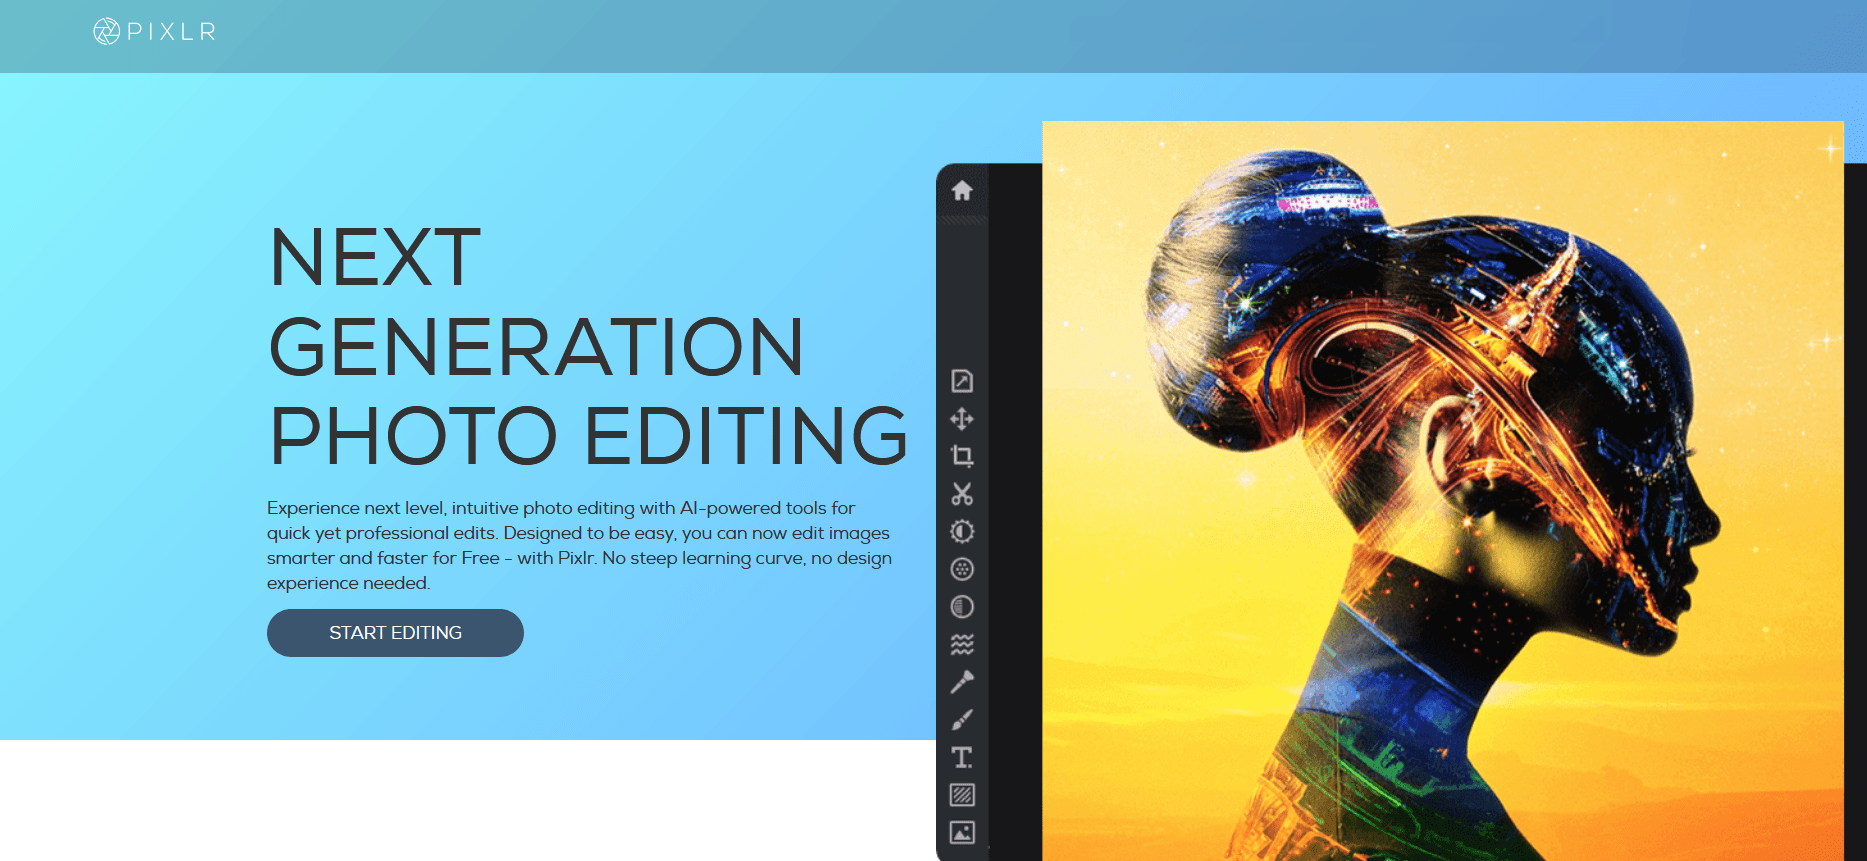 PIXLR
NEXT
GENERATION
PHOTO EDITING
Experience next level, intuitive photo editing with AI-powered tools for
quick yet professional edits. Designed to be easy, you can now edit images
smarter and faster for Free - with Pixlr. No steep learning curve, no design
experience needed.
START EDITING